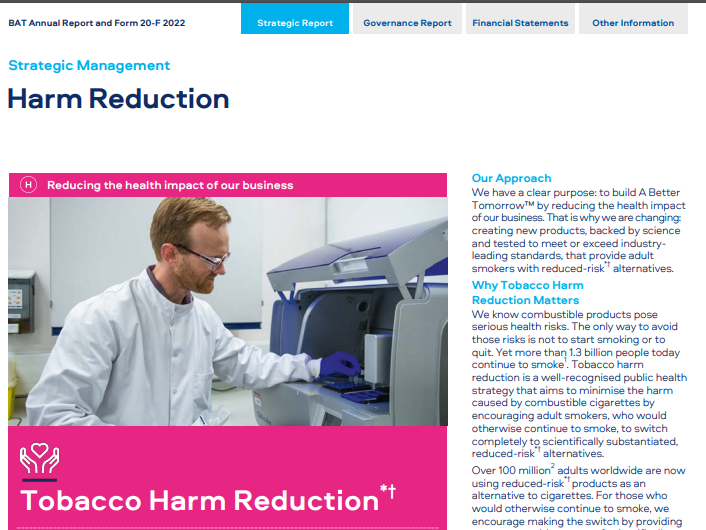 BAT Annual Report and Form 20-F 2022
Strategic Report
Governance Report
Financial Statements
Other Information
Strategic Management
Harm Reduction
H Reducing the health impact of our business
Tobacco Harm Reduction*†
Our Approach
We have a clear purpose: to build A Better
Tomorrow™ by reducing the health impact
of our business. That is why we are changing:
creating new products, backed by science
and tested to meet or exceed industry-
leading standards, that provide adult
smokers with reduced-risk*† alternatives.
Why Tobacco Harm
Reduction Matters
We know combustible products pose
serious health risks. The only way to avoid
those risks is not to start smoking or to
quit. Yet more than 1.3 billion people today
continue to smoke¹. Tobacco harm
reduction is a well-recognised public health
strategy that aims to minimise the harm
caused by combustible cigarettes by
encouraging adult smokers, who would
otherwise continue to smoke, to switch
completely to scientifically substantiated,
reduced-risk*† alternatives.
Over 100 million² adults worldwide are now
using reduced-risk*† products as an
alternative to cigarettes. For those who
would otherwise continue to smoke, we
encourage making the switch by providing